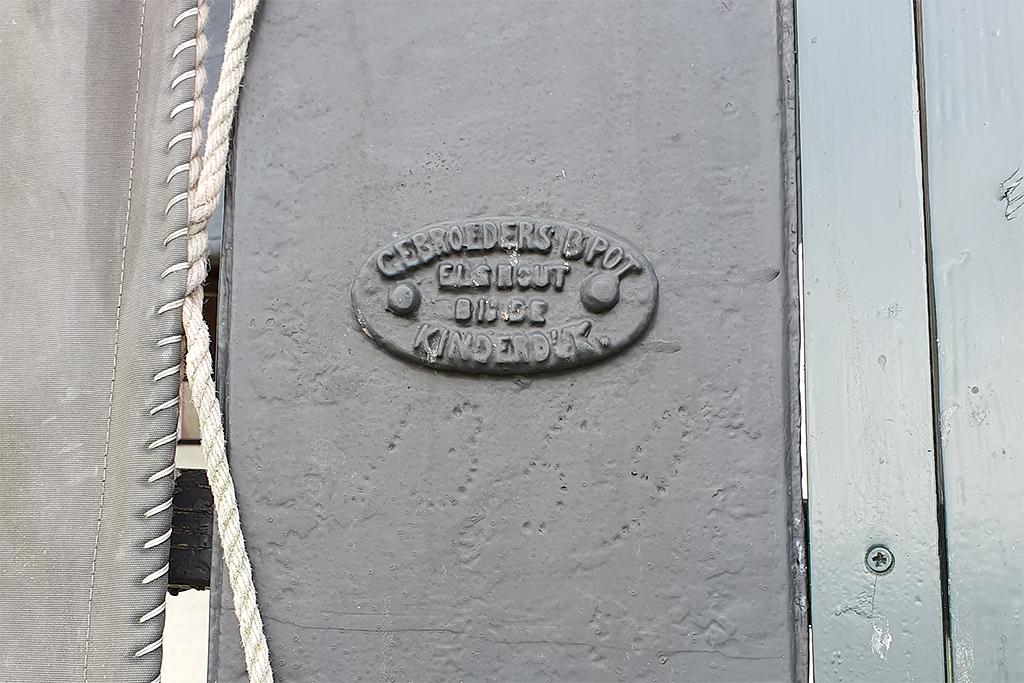 GEBROEDERS POT
ELSHOUT
BIJ DE
KINDERDIJK.